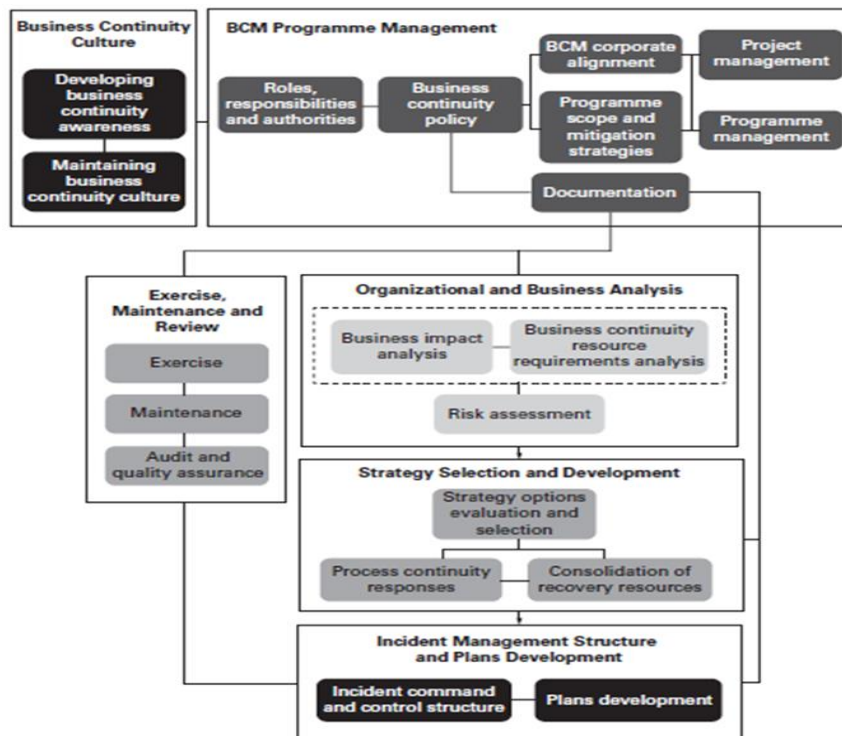 Business Continuity
Culture
Developing
business
continuity
awareness
Maintaining
business
continuity culture
BCM Programme Management
Roles,
responsibilities
and authorities
Business
continuity
policy
BCM corporate
alignment
Programme
scope and
mitigation
strategies
Project
management
Programme
management
Documentation
Exercise,
Maintenance and
Review
Exercise
Maintenance
Audit and
quality assurance
Organizational and Business Analysis
Business impact
analysis
Business continuity
resource
requirements analysis
Risk assessment
Strategy Selection and Development
Strategy options
evaluation and
selection
Process continuity
responses
Consolidation of
recovery resources
Incident Management Structure
and Plans Development
Incident command
and control structure
Plans development